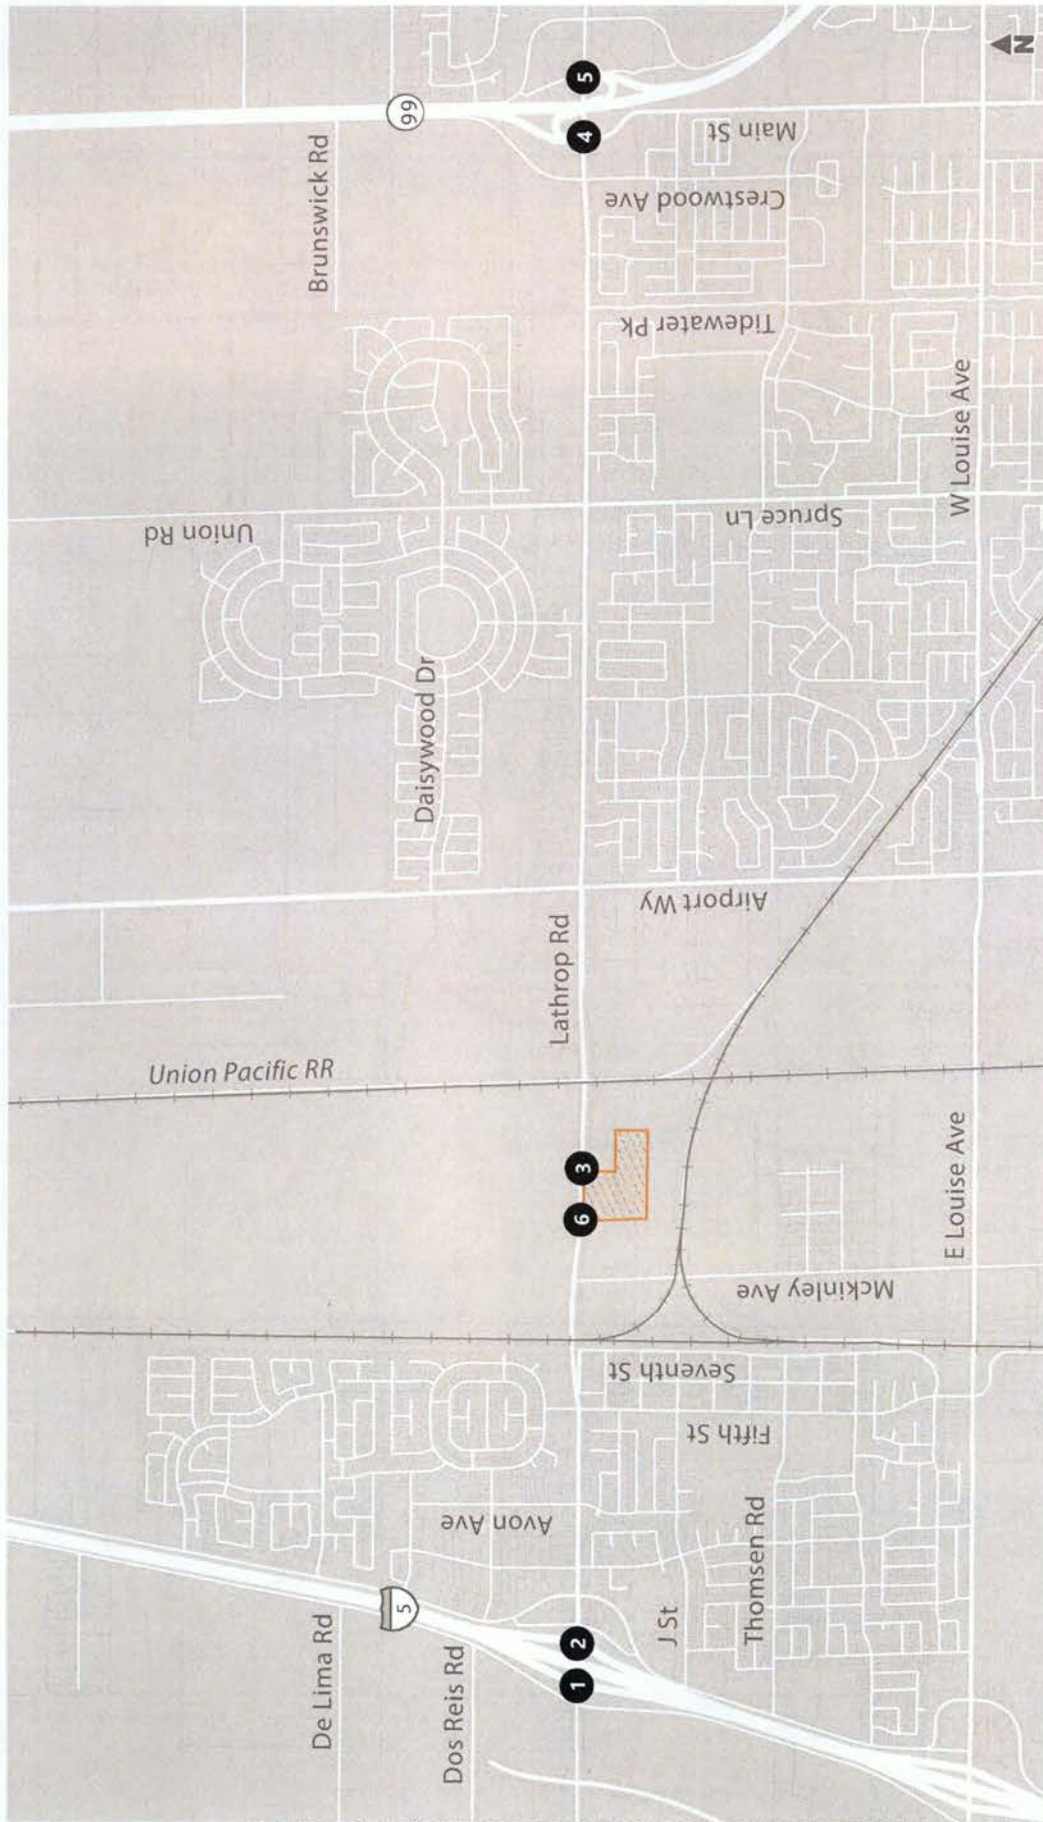 N
Union Pacific RR
Union Rd
De Lima Rd
Brunswick Rd
5
99
Dos Reis Rd
Daisywood Dr
Avon Ave
Lathrop Rd
1
2
6
3
4
5
J St
Seventh St
Fifth St
Airport Wy
Tidewater Pk
Crestwood Ave
Main St
Thomsen Rd
Mckinley Ave
Spruce Ln
E Louise Ave
W Louise Ave